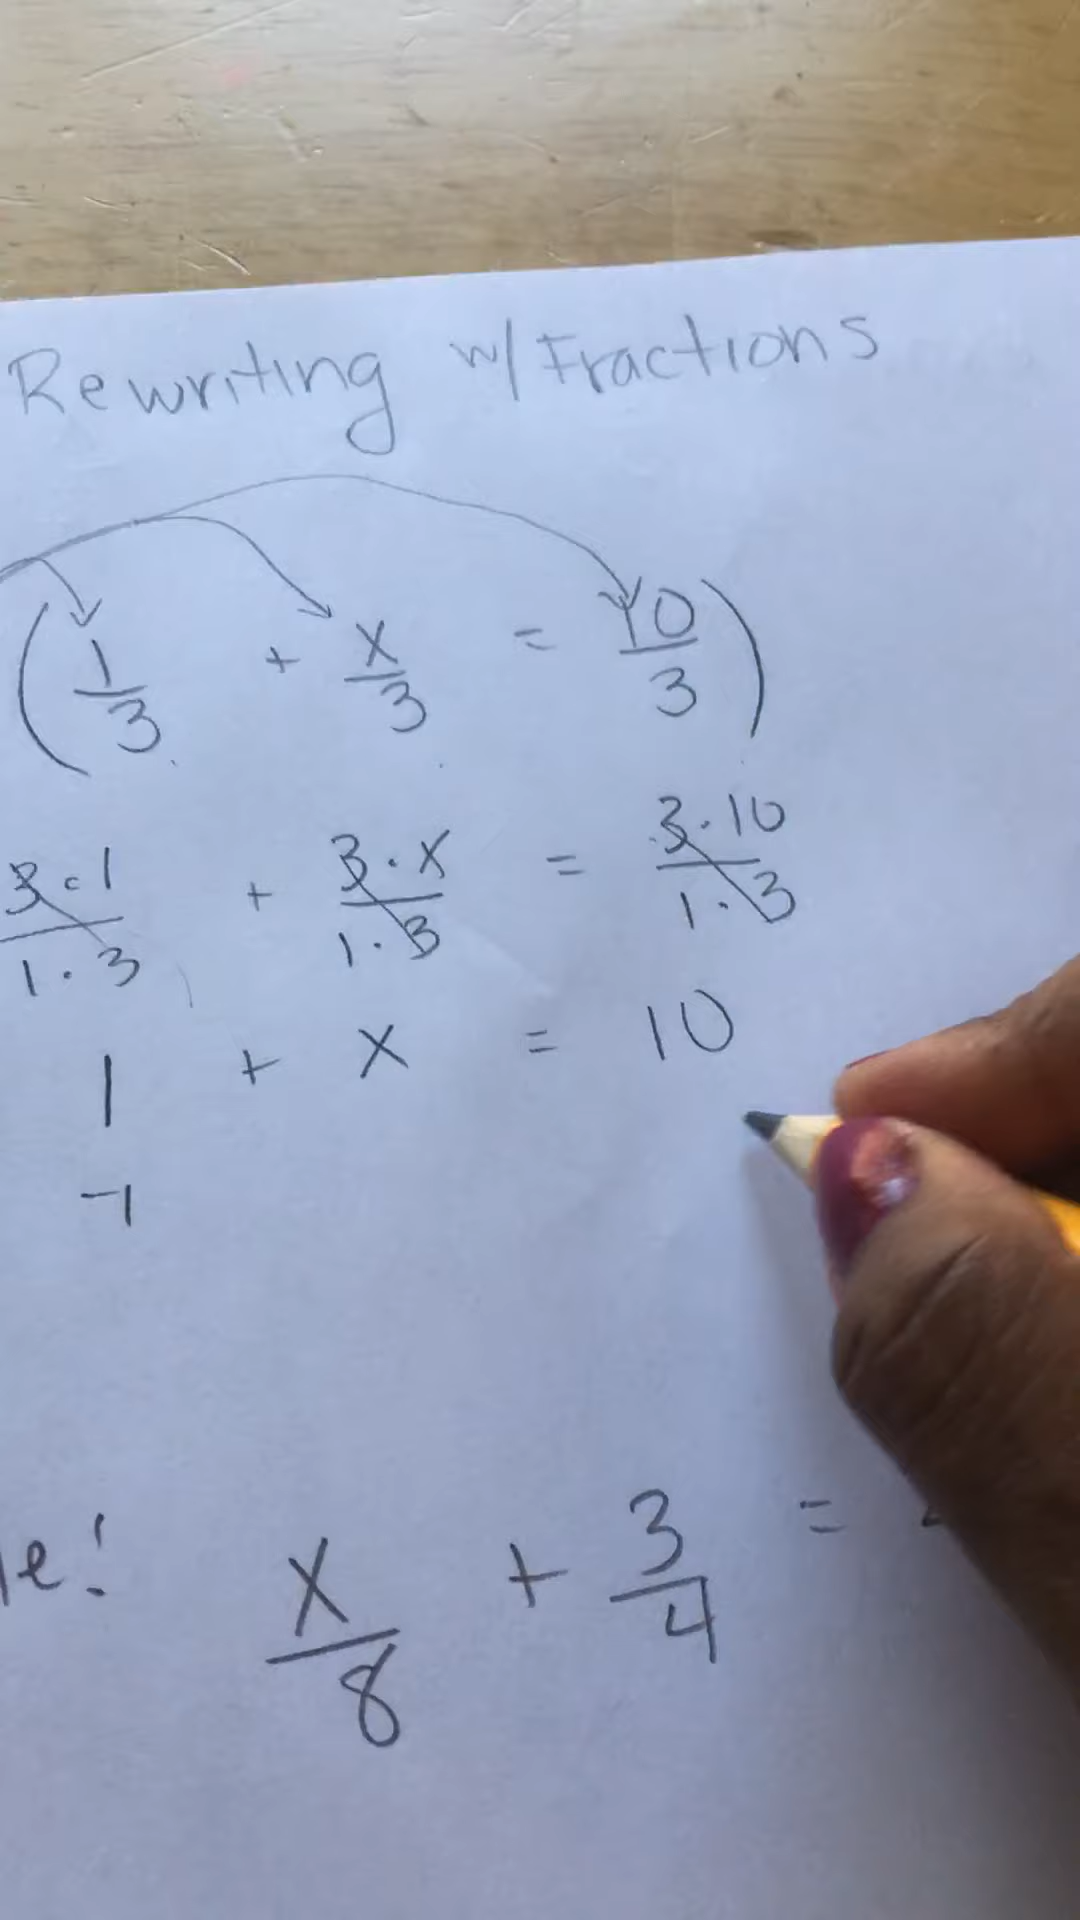 Rewriting w/ Fractions
( 1/3 + x/3 = 10/3 )
3·1/1·3 + 3·x/1·3 = 3·10/1·3
1 + x = 10
-1
x/8 + 3/4 =